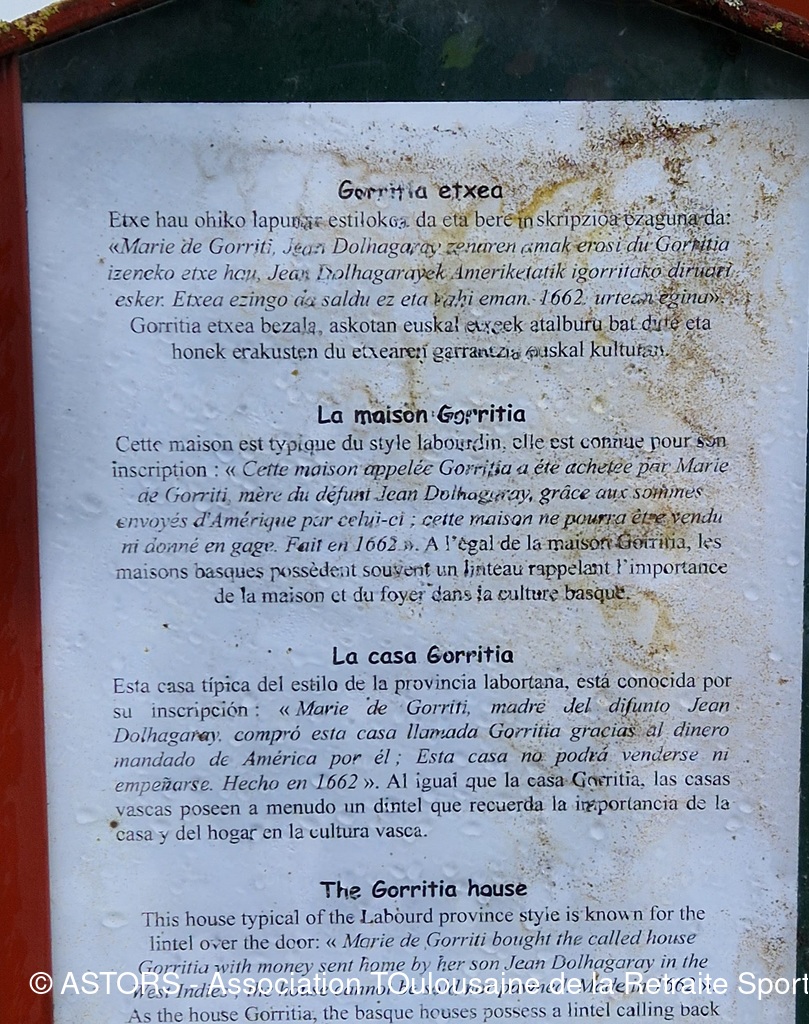 Gorritia etxea
Etxe hau ohiko lapurtar estilokoa da eta bere inskripzioa ezaguna da:
«Marie de Gorriti, Jean Dolhagaray zenaren amak erosi du Gorritia
izeneko etxe hau, Jean Dolhagarayek Ameriketatik igorritako diruari
esker. Etxea ezingo da saldu ez eta bahi eman. 1662. urtean egina».
Gorritia etxea bezala, askotan euskal etxeek atalburu bat dute eta
honek erakusten du etxearen garrantzia euskal kulturan.
La maison Gorritia
Cette maison est typique du style labourdin, elle est connue pour son
inscription : « Cette maison appelée Gorritia a été achetée par Marie
de Gorriti, mère du défunt Jean Dolhagaray, grâce aux sommes
envoyés d'Amérique par celui-ci ; cette maison ne pourra être vendu
ni donné en gage. Fait en 1662 ». A l'égal de la maison Gorritia, les
maisons basques possèdent souvent un linteau rappelant l'importance
de la maison et du foyer dans la culture basque.
La casa Gorritia
Esta casa típica del estilo de la provincia labortana, está conocida por
su inscripción : « Marie de Gorriti, madre del difunto Jean
Dolhagaray, compró esta casa llamada Gorritia gracias al dinero
mandado de América por él ; Esta casa no podrá venderse ni
empeñarse. Hecho en 1662 ». Al igual que la casa Gorritia, las casas
vascas poseen a menudo un dintel que recuerda la importancia de la
casa y del hogar en la cultura vasca.
The Gorritia house
This house typical of the Labourd province style is known for the
lintel over the door: « Marie de Gorriti bought the called house
Gorritia with money sent home by her son Jean Dolhagaray in the
West Indies ; the house cannot
© ASTORS - Association TOulousaine de la Retraite Sport
As the house Gorritia, the basque houses possess a lintel calling back